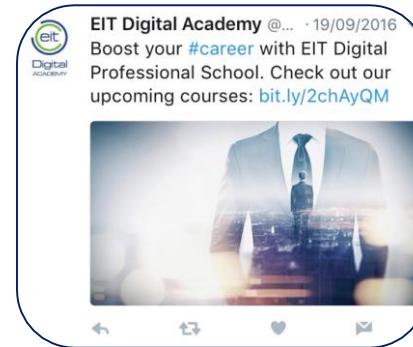 eit
Digital
ACADEMY
EIT Digital Academy @... · 19/09/2016
Boost your #career with EIT Digital
Professional School. Check out our
upcoming courses: bit.ly/2chAyQM